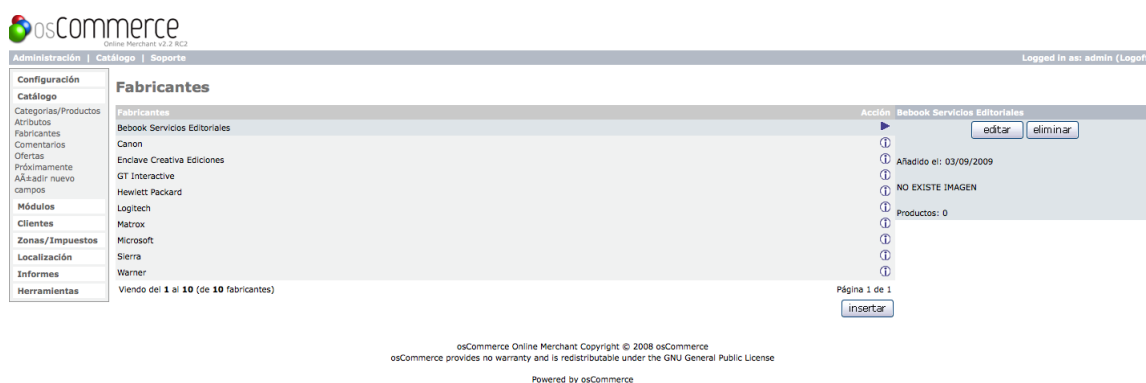 osCommerce
Online Merchant v2.2 RC2
Administración | Catálogo | Soporte
Logged in as: admin (Logoff
Configuración
Catálogo
Categorias/Productos
Atributos
Fabricantes
Comentarios
Ofertas
Próximamente
AÃ±adir nuevo
campos
Módulos
Clientes
Zonas/Impuestos
Localización
Informes
Herramientas
Fabricantes
Fabricantes Acción
Bebook Servicios Editoriales
Canon
Enclave Creativa Ediciones
GT Interactive
Hewlett Packard
Logitech
Matrox
Microsoft
Sierra
Warner
Viendo del 1 al 10 (de 10 fabricantes) Página 1 de 1
insertar
Bebook Servicios Editoriales
editar eliminar
Añadido el: 03/09/2009
NO EXISTE IMAGEN
Productos: 0
osCommerce Online Merchant Copyright © 2008 osCommerce
osCommerce provides no warranty and is redistributable under the GNU General Public License
Powered by osCommerce